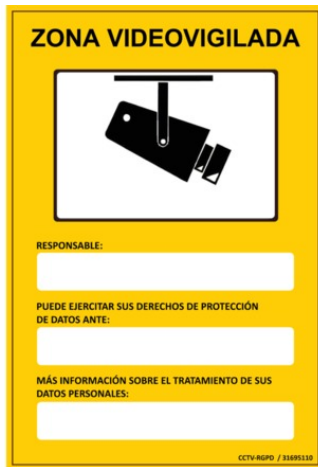 ZONA VIDEOVIGILADA
RESPONSABLE:
PUEDE EJERCITAR SUS DERECHOS DE PROTECCIÓN
DE DATOS ANTE:
MÁS INFORMACIÓN SOBRE EL TRATAMIENTO DE SUS
DATOS PERSONALES:
CCTV-RGPD / 31695110